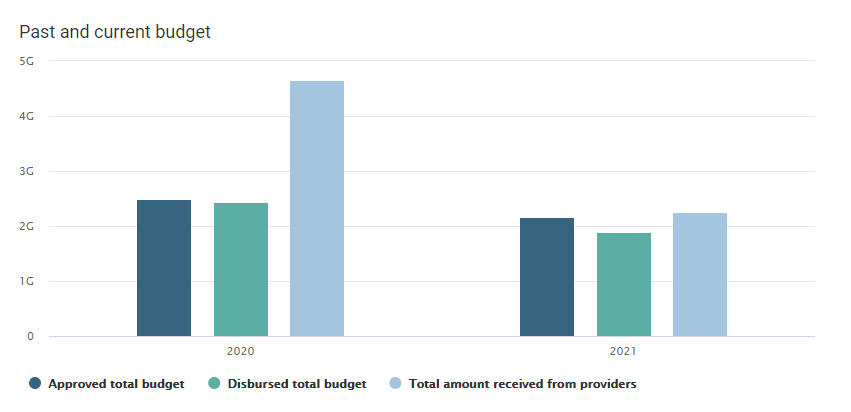 Past and current budget
5G
4G
3G
2G
1G
0
2020 2021
Approved total budget Disbursed total budget Total amount received from providers